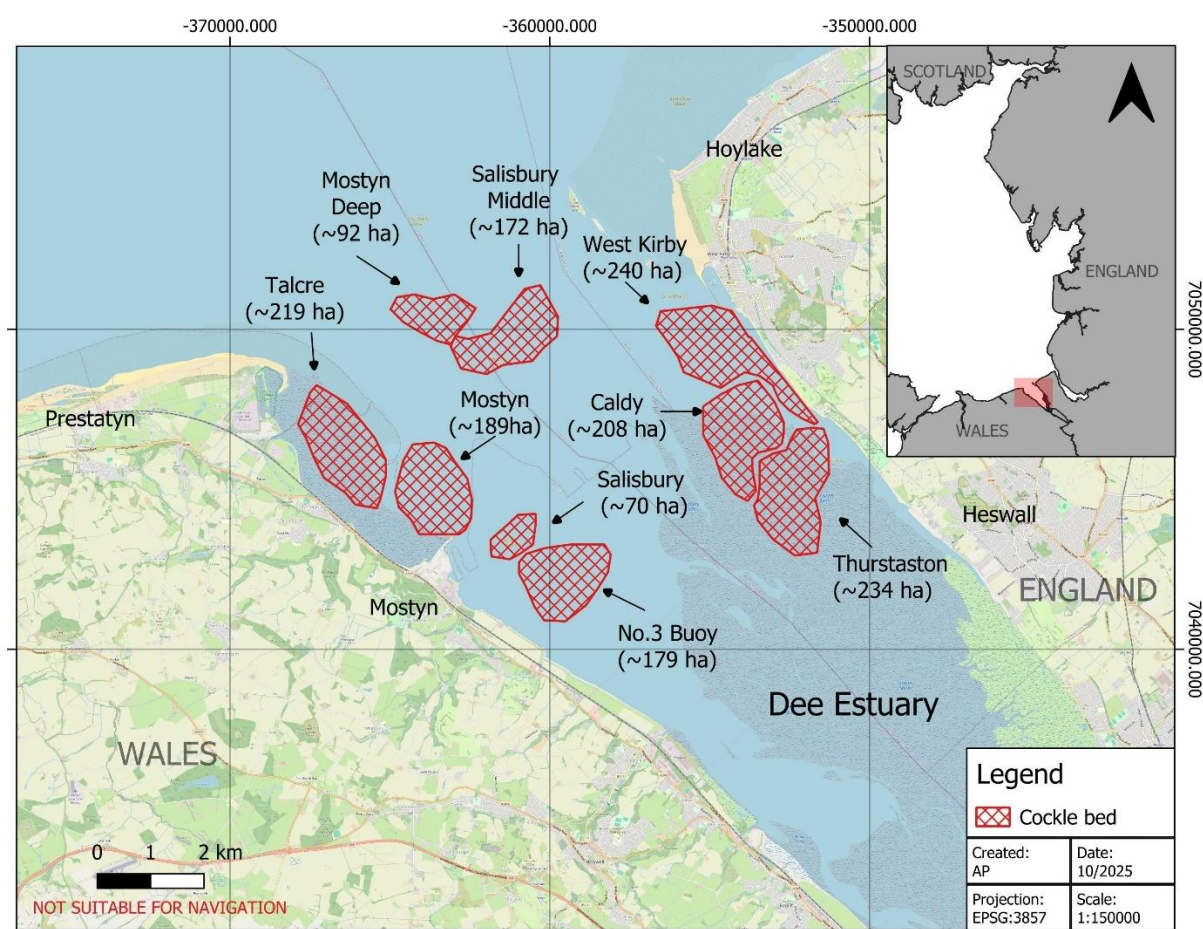 -370000.000
-360000.000
-350000.000
SCOTLAND
ENGLAND
WALES
Hoylake
Mostyn
Deep
(~92 ha)
Salisbury
Middle
(~172 ha)
West Kirby
(~240 ha)
Talcre
(~219 ha)
7050000.000
Prestatyn
Mostyn
(~189ha)
Caldy
(~208 ha)
Salisbury
(~70 ha)
Heswall
Thurstaston
(~234 ha)
ENGLAND
Mostyn
No.3 Buoy
(~179 ha)
7040000.000
Dee Estuary
WALES
Legend
Cockle bed
Created:
AP
Date:
10/2025
Projection:
EPSG:3857
Scale:
1:150000
0 1 2 km
NOT SUITABLE FOR NAVIGATION